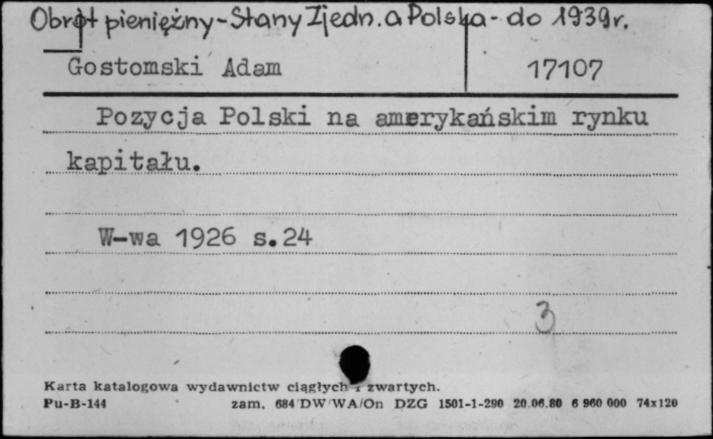 Obrót pieniężny - Stany Zjedn. a Polska - do 1939r.
Gostomski Adam 17107
Pozycja Polski na amerykańskim rynku
kapitału.
W-wa 1926 s.24
3
Karta katalogowa wydawnictw ciągłych i zwartych.
Pu-B-144 zam. 684 DW WA/On DZG 1501-1-290 20.06.80 6 960 000 74x120